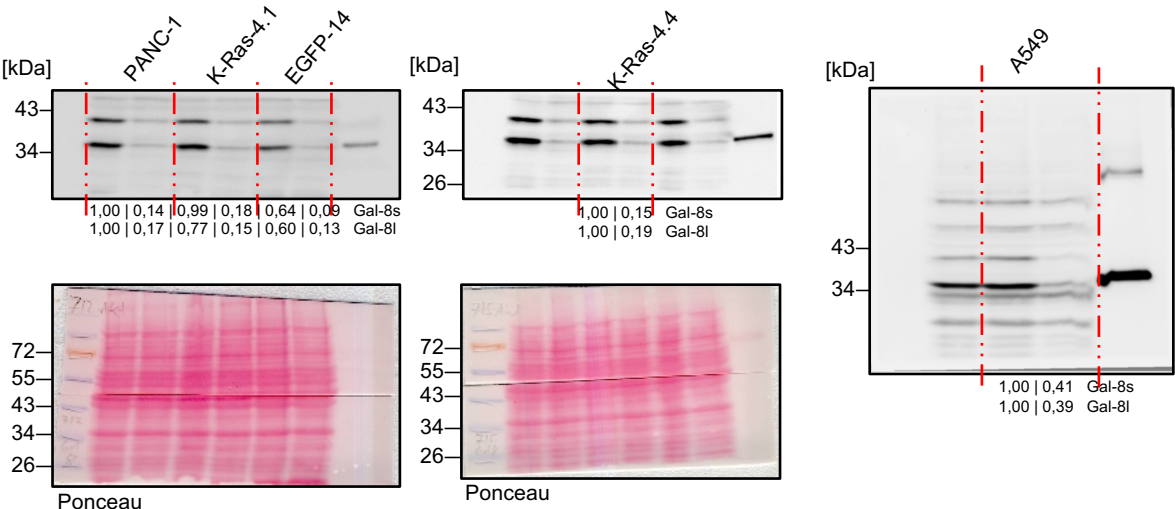 [kDa]
PANC-1
K-Ras-4.1
EGFP-14
43
34
1,00 | 0,14 | 0,99 | 0,18 | 0,64 | 0,09 Gal-8s
1,00 | 0,17 | 0,77 | 0,15 | 0,60 | 0,13 Gal-8l
[kDa]
K-Ras-4.4
43
34
26
1,00 | 0,15 Gal-8s
1,00 | 0,19 Gal-8l
[kDa]
A549
43
34
1,00 | 0,41 Gal-8s
1,00 | 0,39 Gal-8l
72
55
43
34
26
Ponceau
72
55
43
34
26
Ponceau